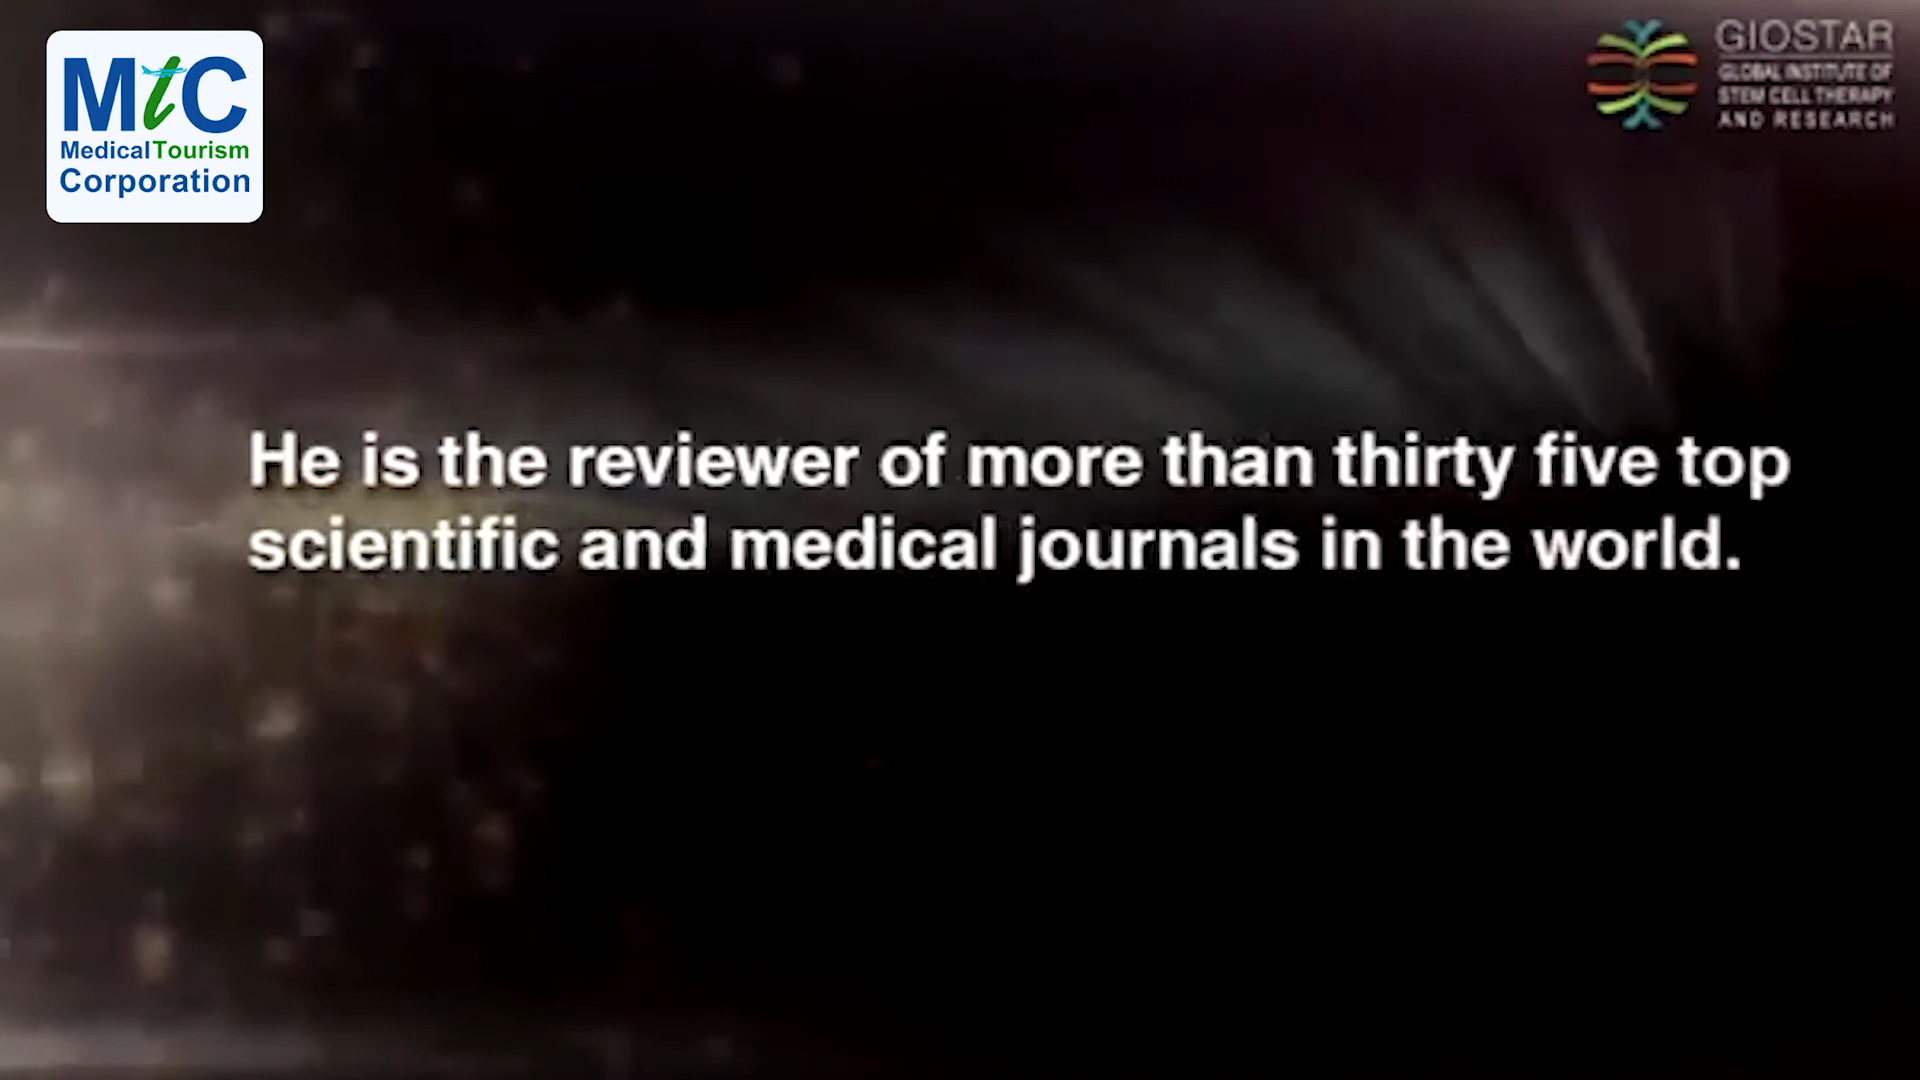 MtC
MedicalTourism
Corporation
GIOSTAR
GLOBAL INSTITUTE OF
STEM CELL THERAPY
AND RESEARCH
He is the reviewer of more than thirty five top
scientific and medical journals in the world.